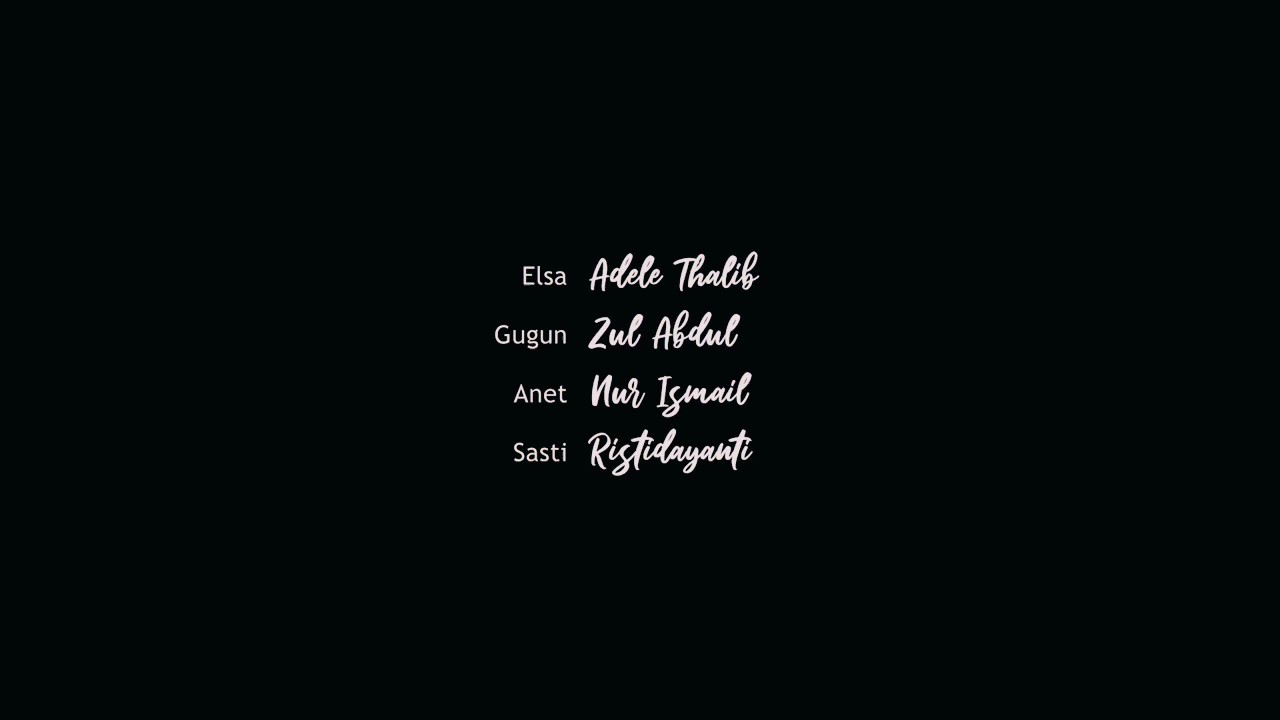 Elsa Adele Thalib
Gugun Zul Abdul
Anet Nur Ismail
Sasti Ristidayanti